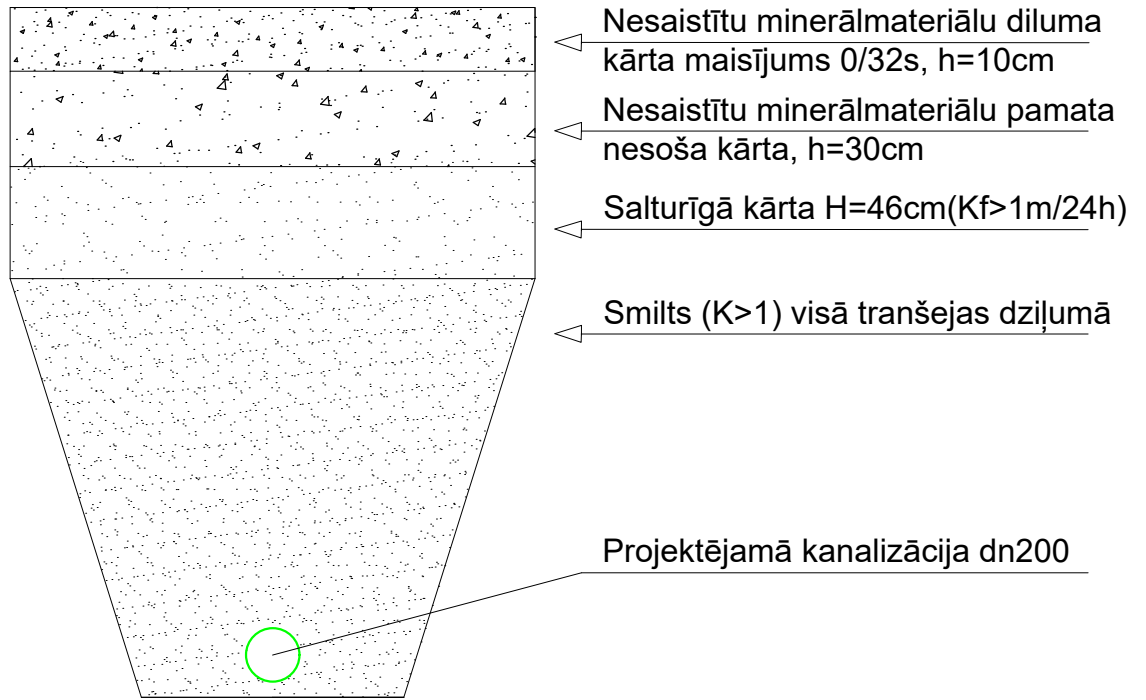 Nesaistītu minerālmateriālu diluma
kārta maisījums 0/32s, h=10cm
Nesaistītu minerālmateriālu pamata
nesoša kārta, h=30cm
Salturīgā kārta H=46cm(Kf>1m/24h)
Smilts (K>1) visā tranšejas dziļumā
Projektējamā kanalizācija dn200